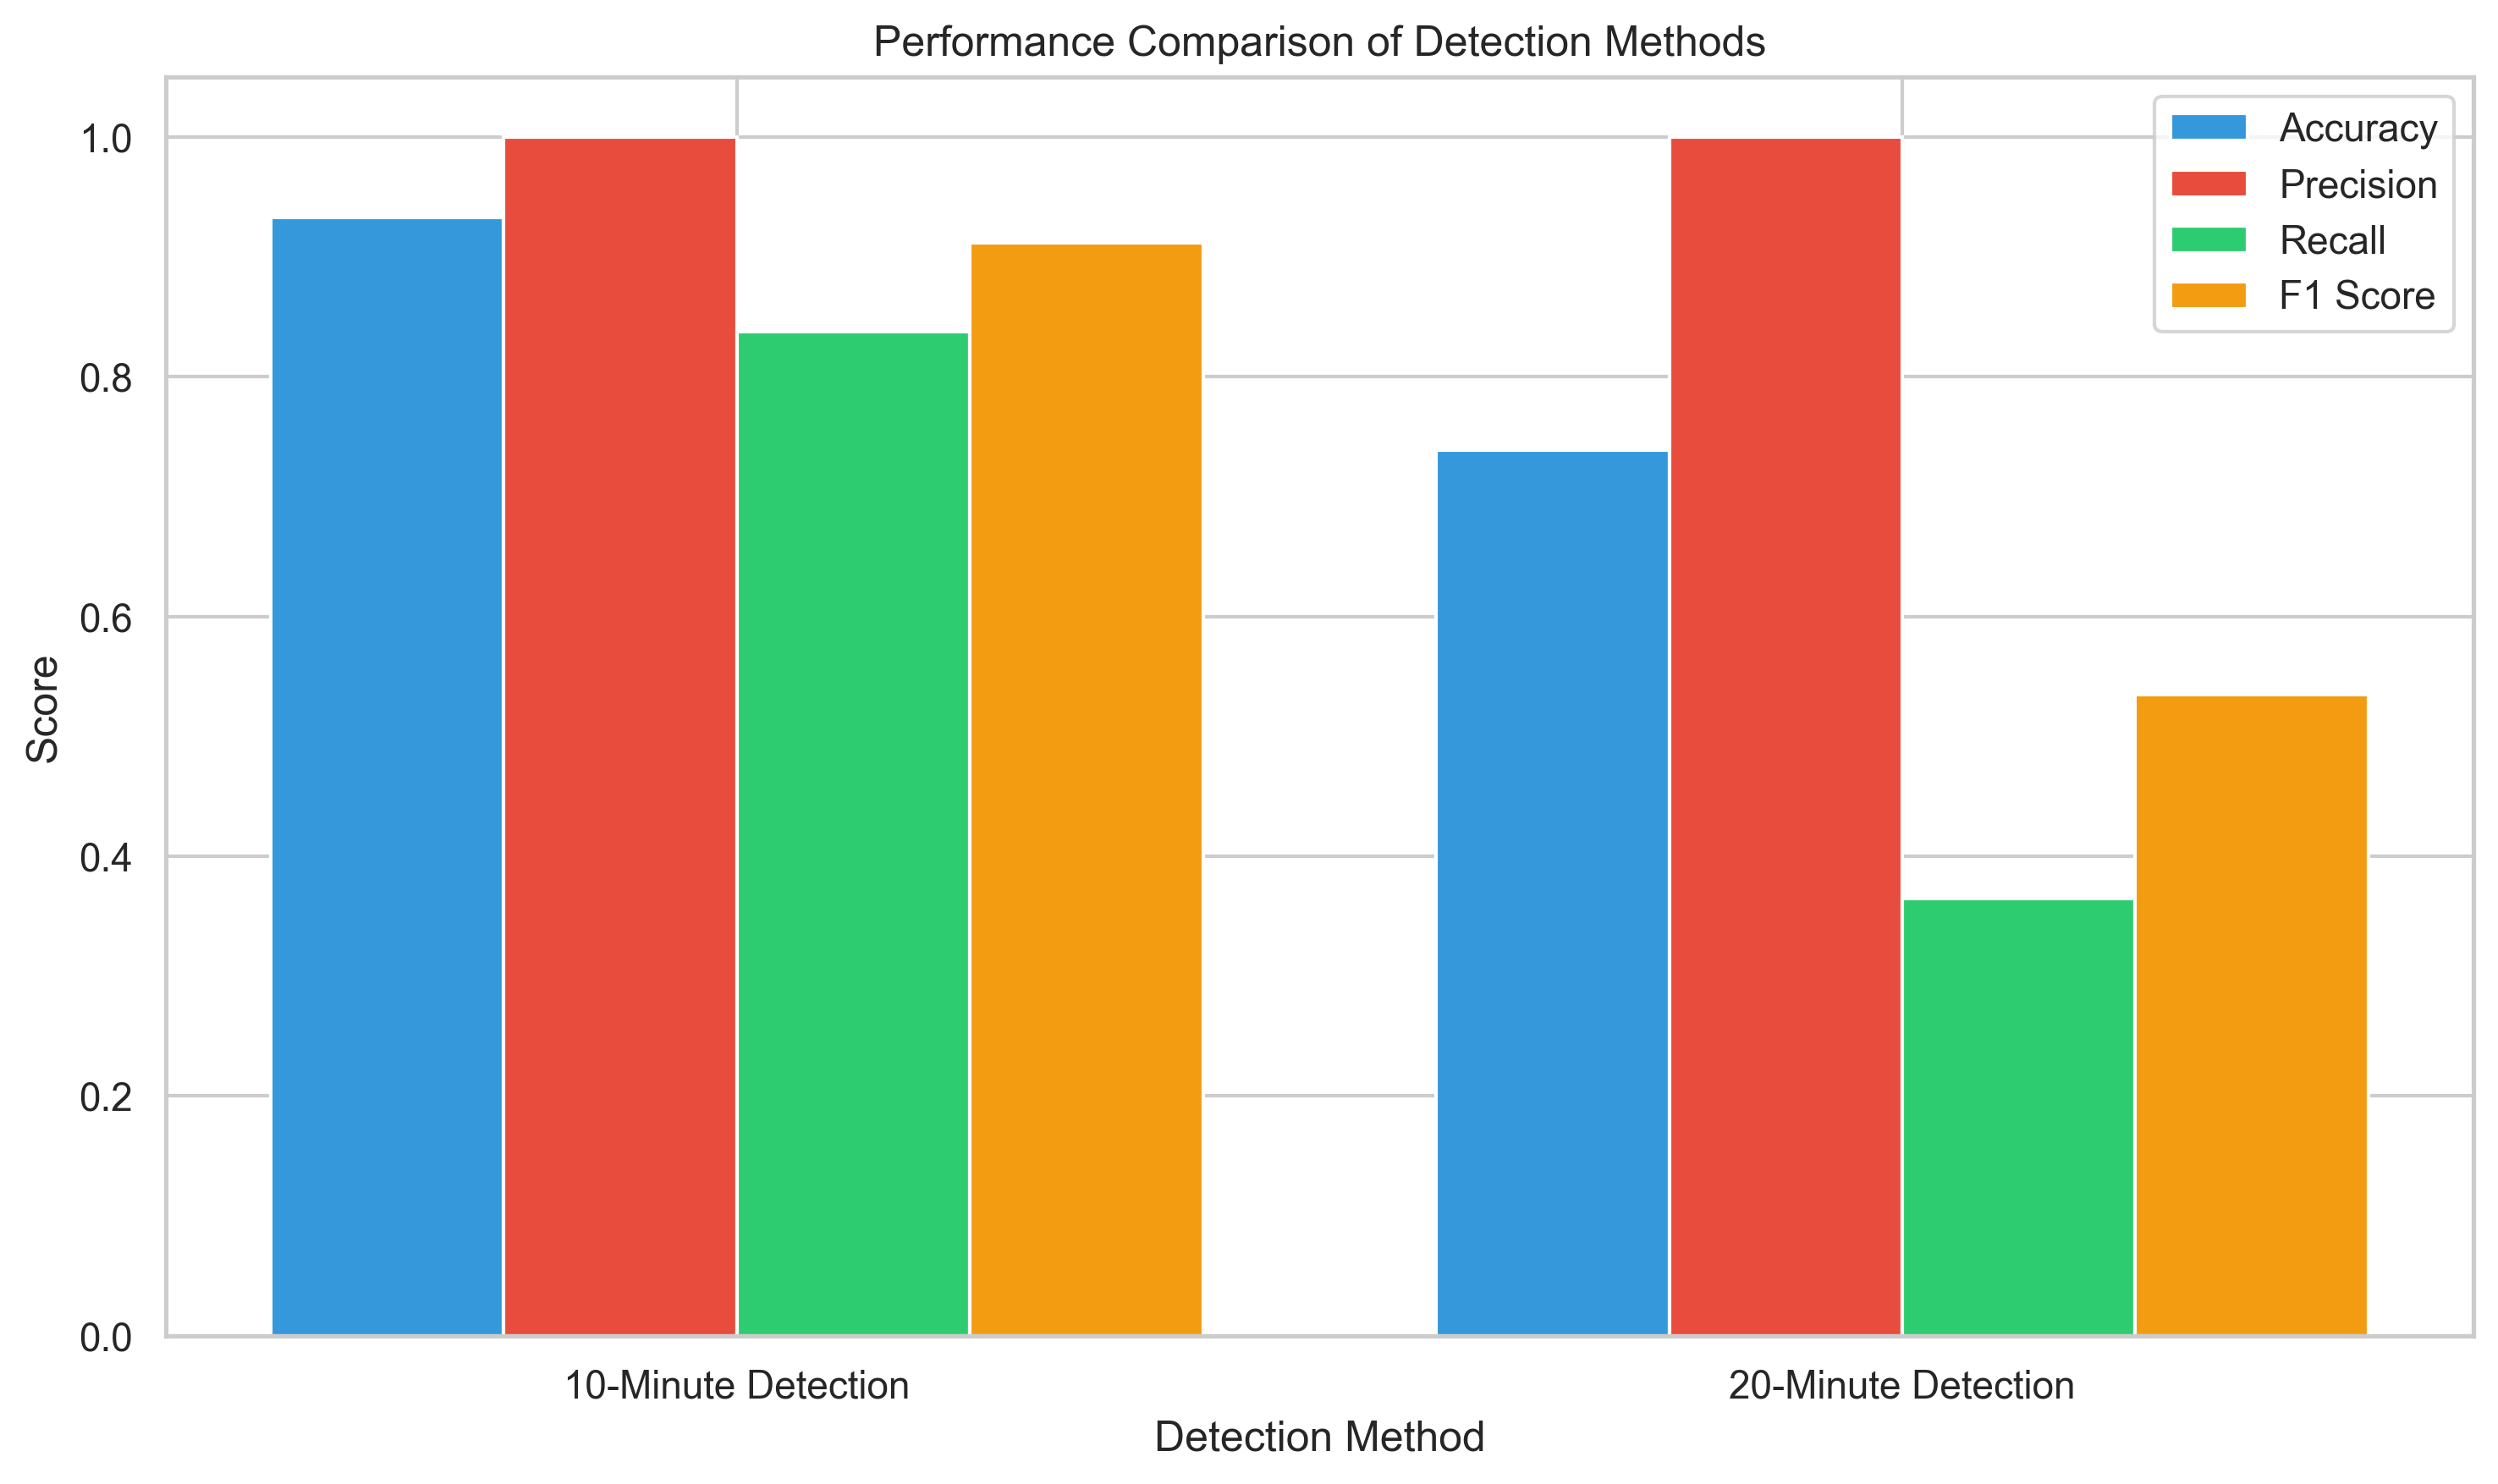 Performance Comparison of Detection Methods
Accuracy
Precision
Recall
F1 Score
Score
1.0
0.8
0.6
0.4
0.2
0.0
10-Minute Detection
20-Minute Detection
Detection Method